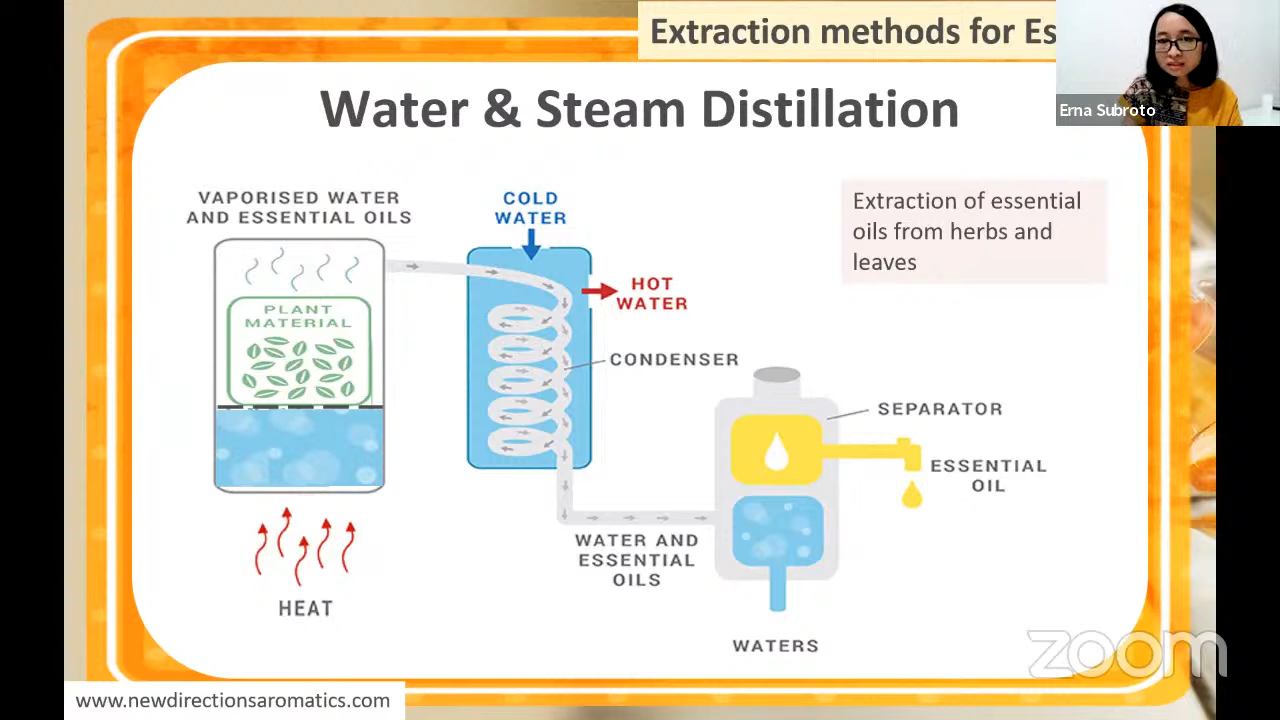 Extraction methods for Es
Erna Subroto
Water & Steam Distillation
VAPORISED WATER
AND ESSENTIAL OILS
COLD
WATER
Extraction of essential
oils from herbs and
leaves
HOT
WATER
PLANT
MATERIAL
CONDENSER
SEPARATOR
ESSENTIAL
OIL
WATER AND
ESSENTIAL
OILS
HEAT
WATERS
zoom
www.newdirectionsaromatics.com